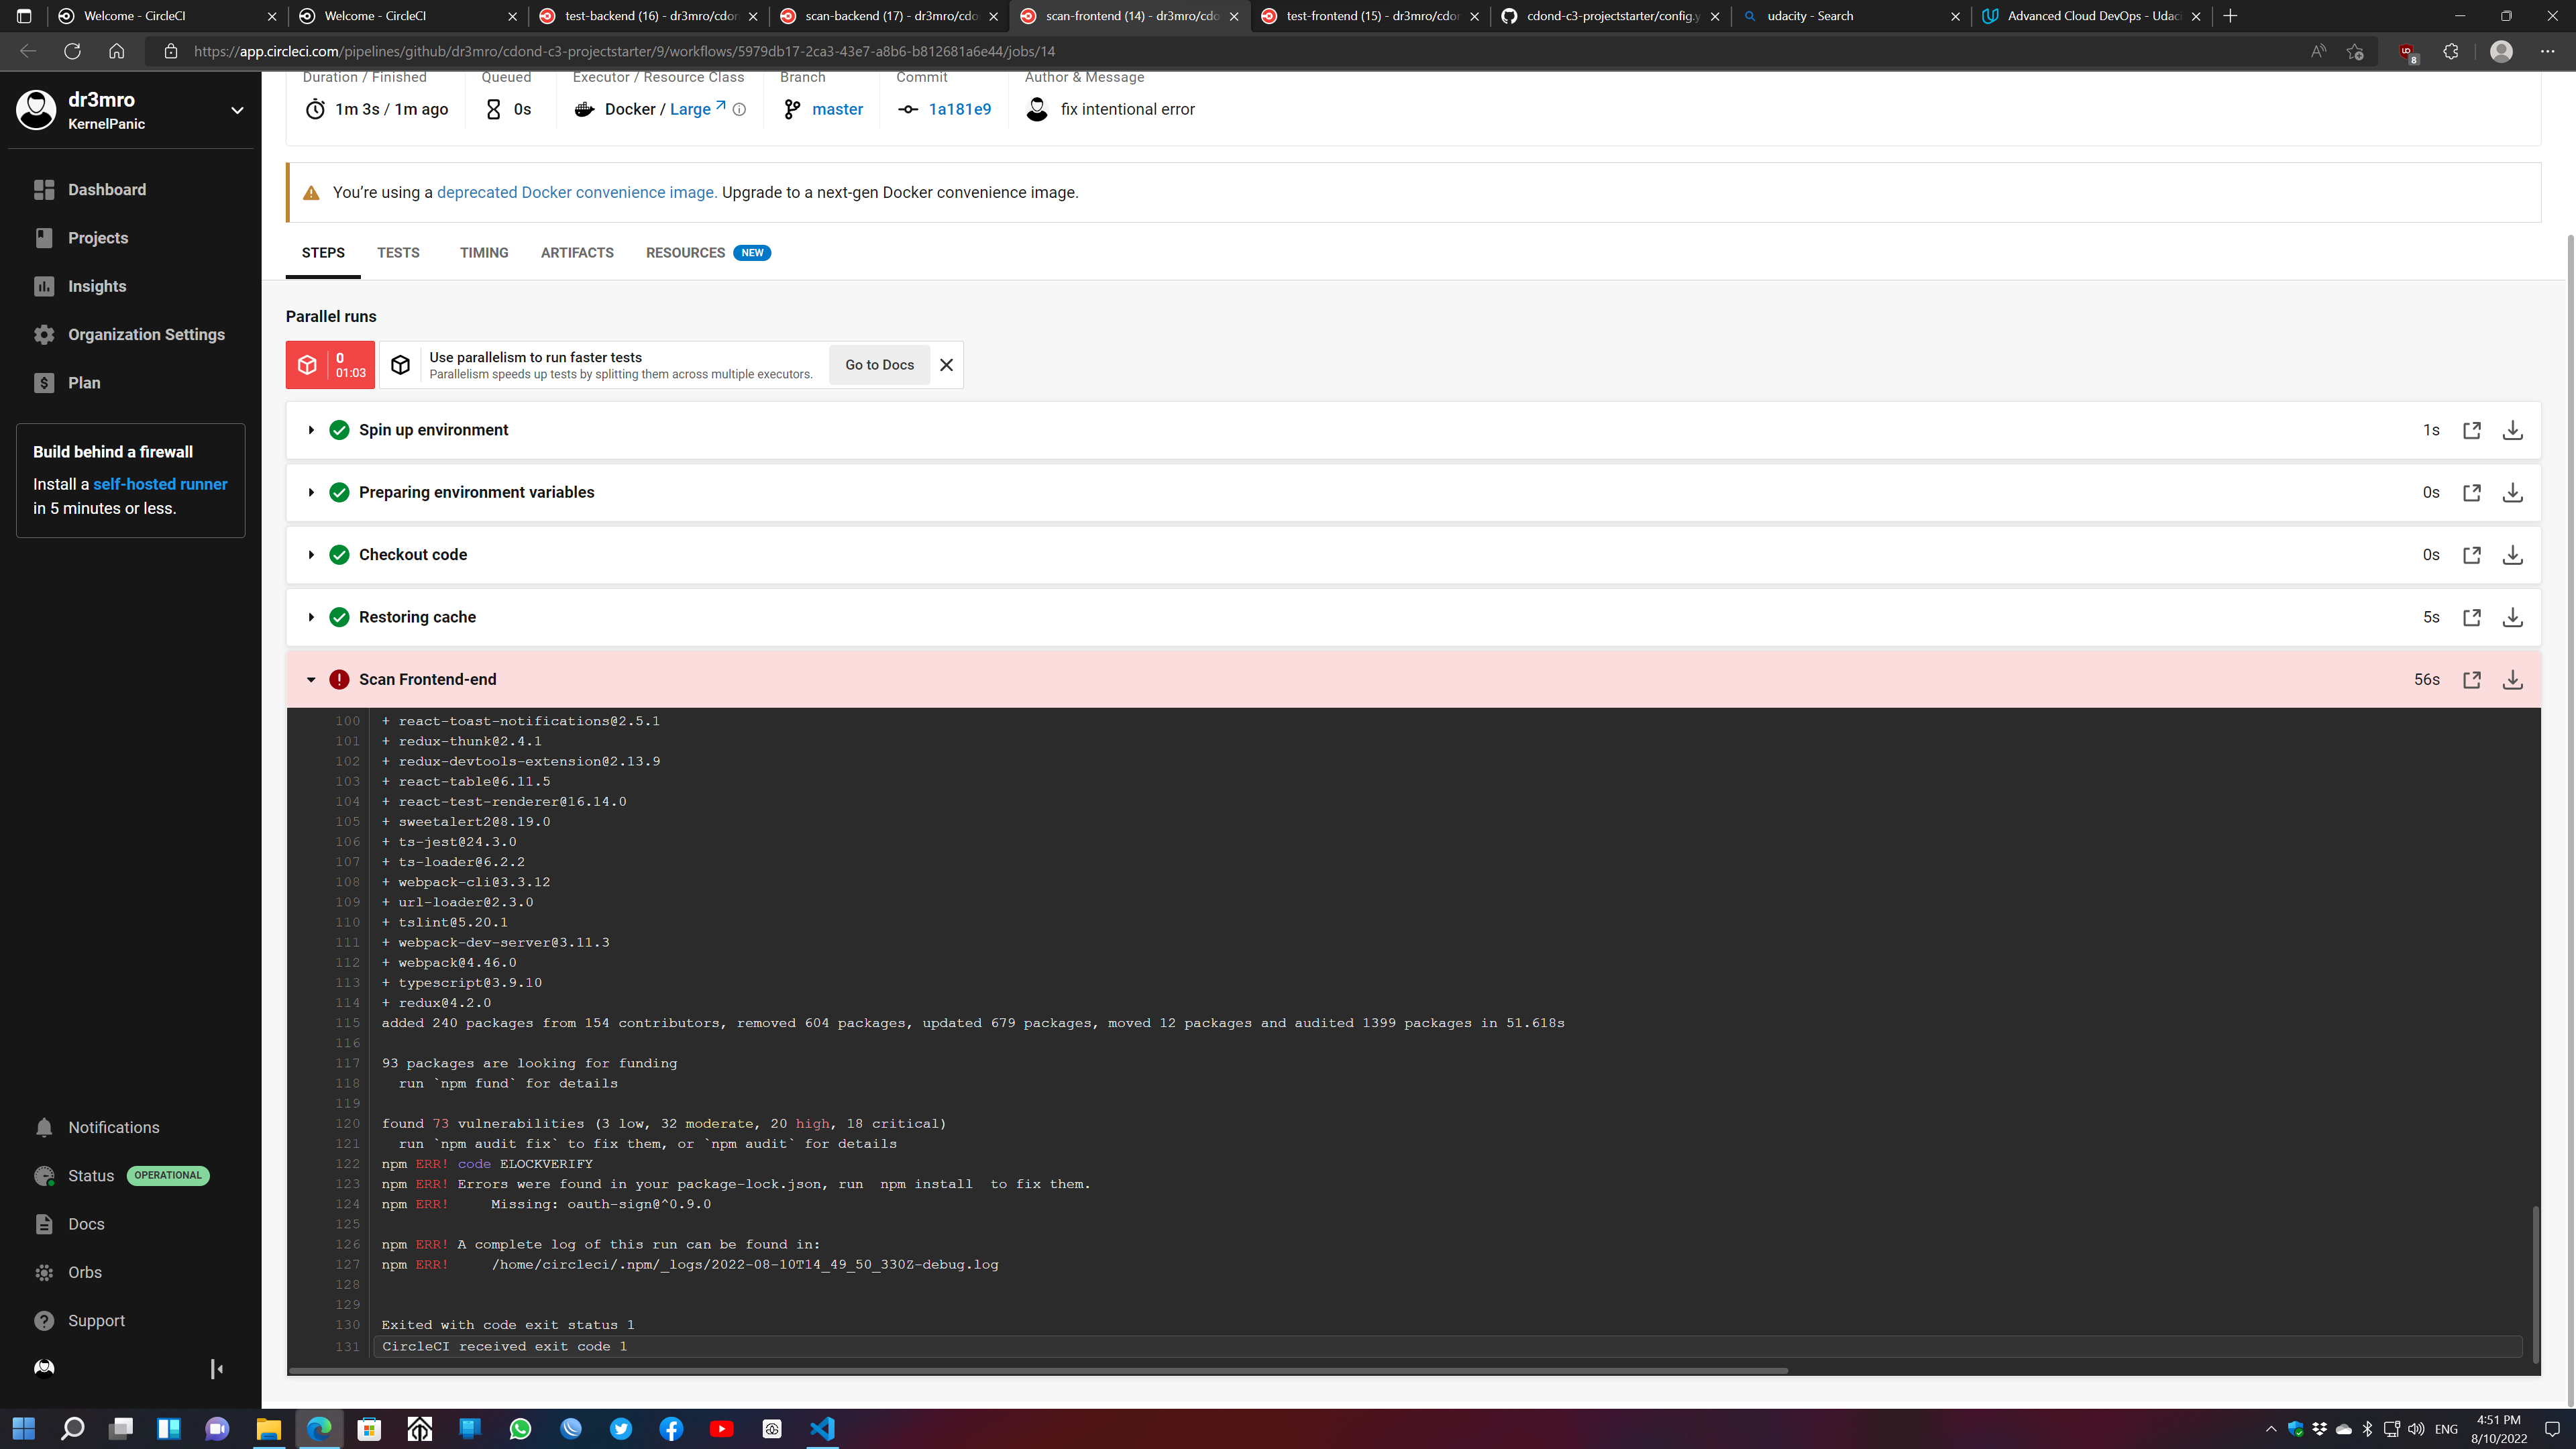 Welcome - CircleCI
Welcome - CircleCI
test-backend (16) - dr3mro/cdon
scan-backend (17) - dr3mro/cdo
scan-frontend (14) - dr3mro/cdo
test-frontend (15) - dr3mro/cdor
cdond-c3-projectstarter/config.y
udacity - Search
Advanced Cloud DevOps - Udaci
https://app.circleci.com/pipelines/github/dr3mro/cdond-c3-projectstarter/9/workflows/5979db17-2ca3-43e7-a8b6-b812681a6e44/jobs/14
8
dr3mro
KernelPanic
Dashboard
Projects
Insights
Organization Settings
Plan
Build behind a firewall
Install a self-hosted runner
in 5 minutes or less.
Notifications
Status OPERATIONAL
Docs
Orbs
Support
Duration / Finished
1m 3s / 1m ago
Queued
0s
Executor / Resource Class
Docker / Large
Branch
master
Commit
1a181e9
Author & Message
fix intentional error
You’re using a deprecated Docker convenience image. Upgrade to a next-gen Docker convenience image.
STEPS TESTS TIMING ARTIFACTS RESOURCES NEW
Parallel runs
0
01:03
Use parallelism to run faster tests
Parallelism speeds up tests by splitting them across multiple executors.
Go to Docs
Spin up environment 1s
Preparing environment variables 0s
Checkout code 0s
Restoring cache 5s
Scan Frontend-end 56s
100 + react-toast-notifications@2.5.1
101 + redux-thunk@2.4.1
102 + redux-devtools-extension@2.13.9
103 + react-table@6.11.5
104 + react-test-renderer@16.14.0
105 + sweetalert2@8.19.0
106 + ts-jest@24.3.0
107 + ts-loader@6.2.2
108 + webpack-cli@3.3.12
109 + url-loader@2.3.0
110 + tslint@5.20.1
111 + webpack-dev-server@3.11.3
112 + webpack@4.46.0
113 + typescript@3.9.10
114 + redux@4.2.0
115 added 240 packages from 154 contributors, removed 604 packages, updated 679 packages, moved 12 packages and audited 1399 packages in 51.618s
116
117 93 packages are looking for funding
118 run `npm fund` for details
119
120 found 73 vulnerabilities (3 low, 32 moderate, 20 high, 18 critical)
121 run `npm audit fix` to fix them, or `npm audit` for details
122 npm ERR! code ELOCKVERIFY
123 npm ERR! Errors were found in your package-lock.json, run  npm install  to fix them.
124 npm ERR!     Missing: oauth-sign@^0.9.0
125
126 npm ERR! A complete log of this run can be found in:
127 npm ERR!     /home/circleci/.npm/_logs/2022-08-10T14_49_50_330Z-debug.log
128
129
130 Exited with code exit status 1
131 CircleCI received exit code 1
ENG
4:51 PM
8/10/2022